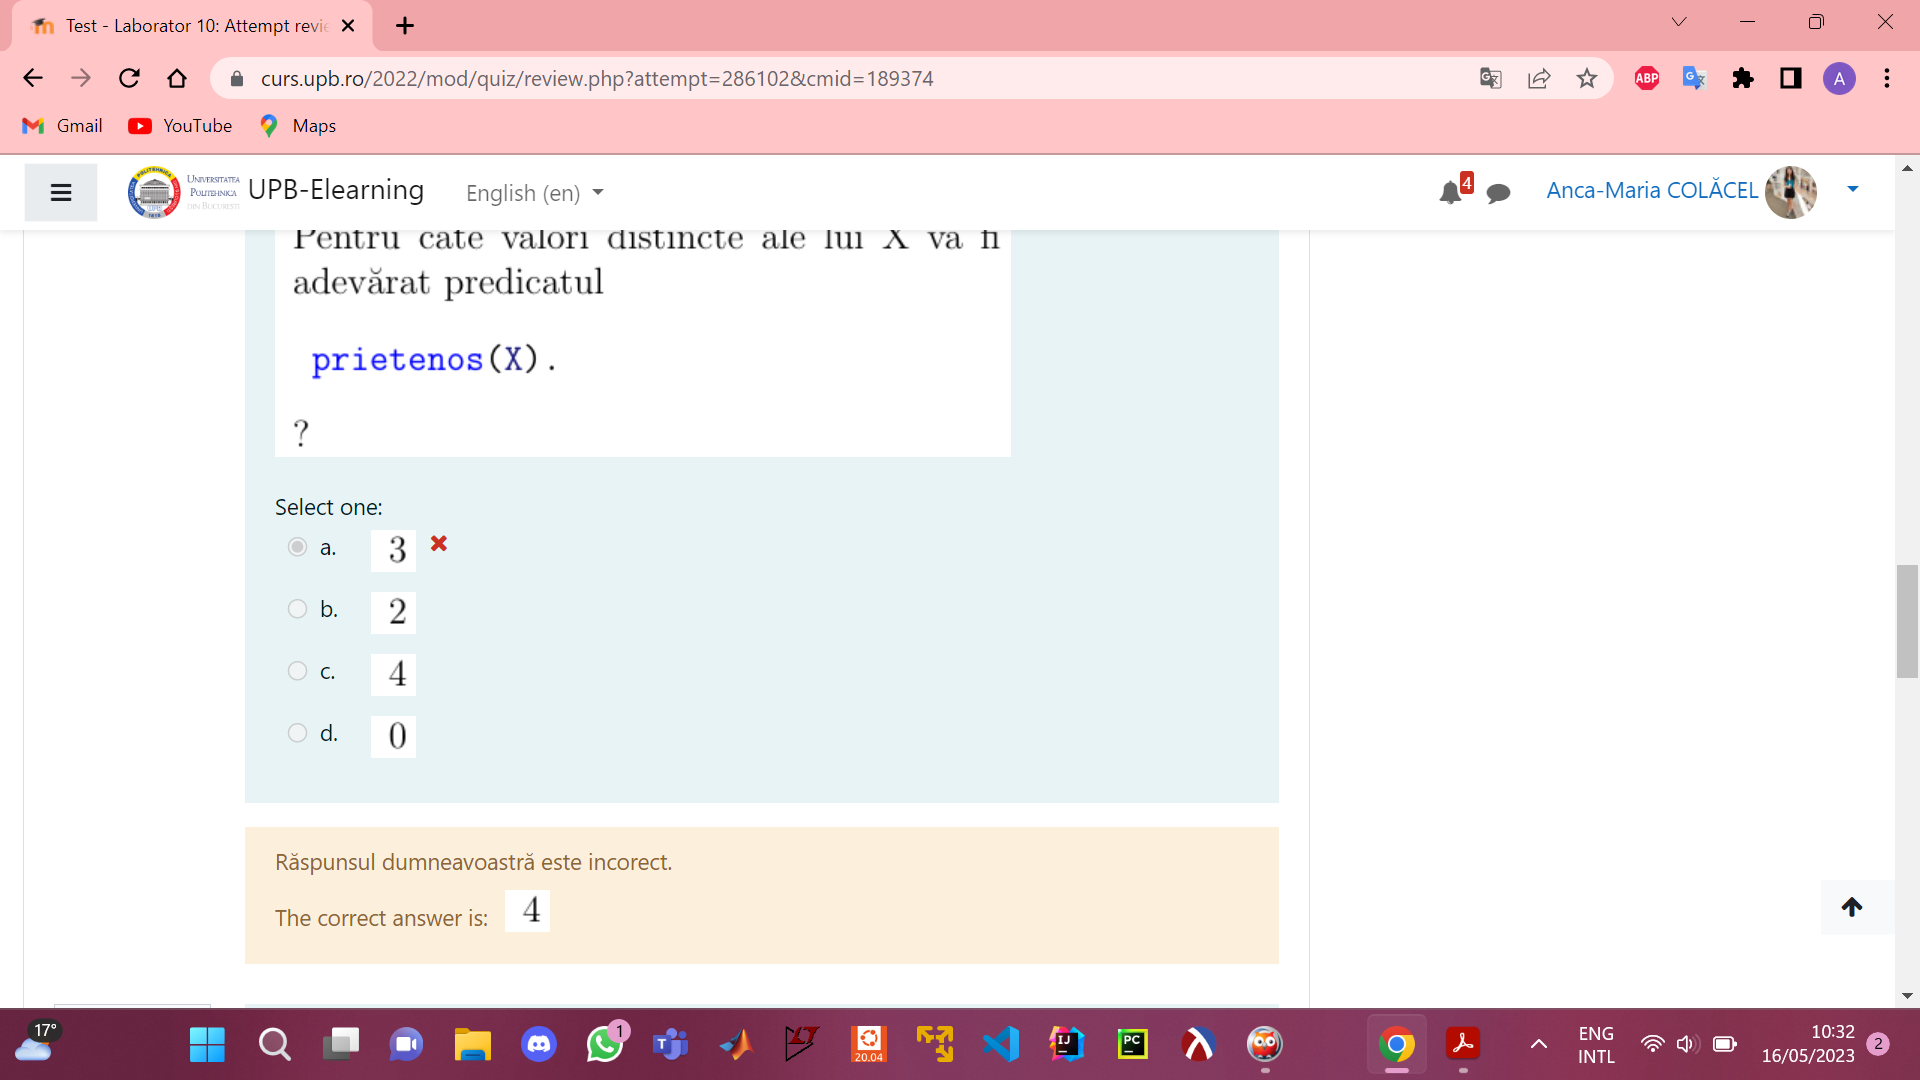 Test - Laborator 10: Attempt revie
curs.upb.ro/2022/mod/quiz/review.php?attempt=286102&cmid=189374
ABP
A
Gmail
YouTube
Maps
UNIVERSITATEA
POLITEHNICA
DIN BUCUREȘTI
UPB-Elearning
English (en)
4
Anca-Maria COLĂCEL
Pentru cate valori distincte ale lui X va fi
adevărat predicatul
prietenos(X).
?
Select one:
a. 3
b. 2
c. 4
d. 0
Răspunsul dumneavoastră este incorect.
The correct answer is: 4
17°
1
20.04
IJ
PC
ENG
INTL
10:32
16/05/2023
2